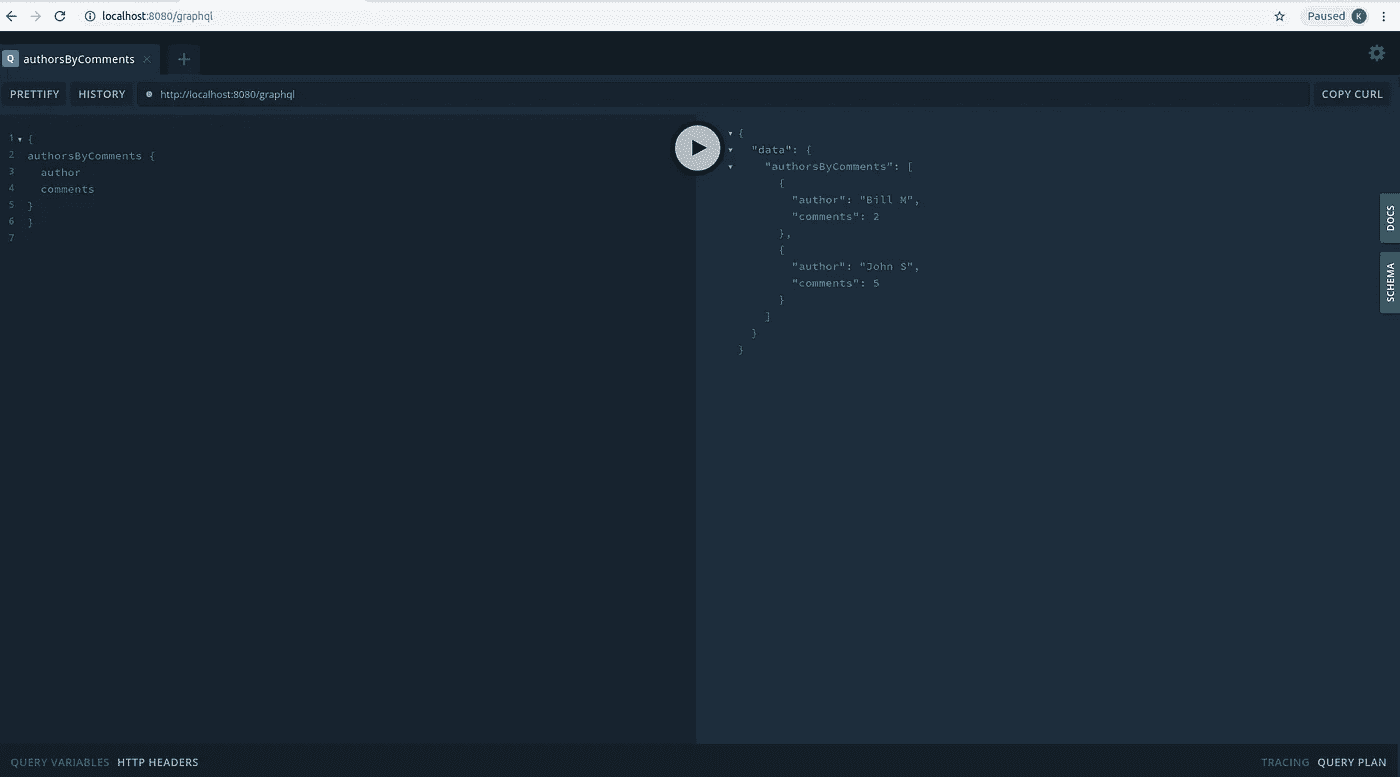 localhost:8080/graphql
Paused K
Q authorsByComments × +
PRETTIFY HISTORY http://localhost:8080/graphql COPY CURL
1 {
2 authorsByComments {
3 author
4 comments
5 }
6 }
7
{
"data": {
"authorsByComments": [
{
"author": "Bill M",
"comments": 2
},
{
"author": "John S",
"comments": 5
}
]
}
}
DOCS
SCHEMA
QUERY VARIABLES HTTP HEADERS
TRACING QUERY PLAN